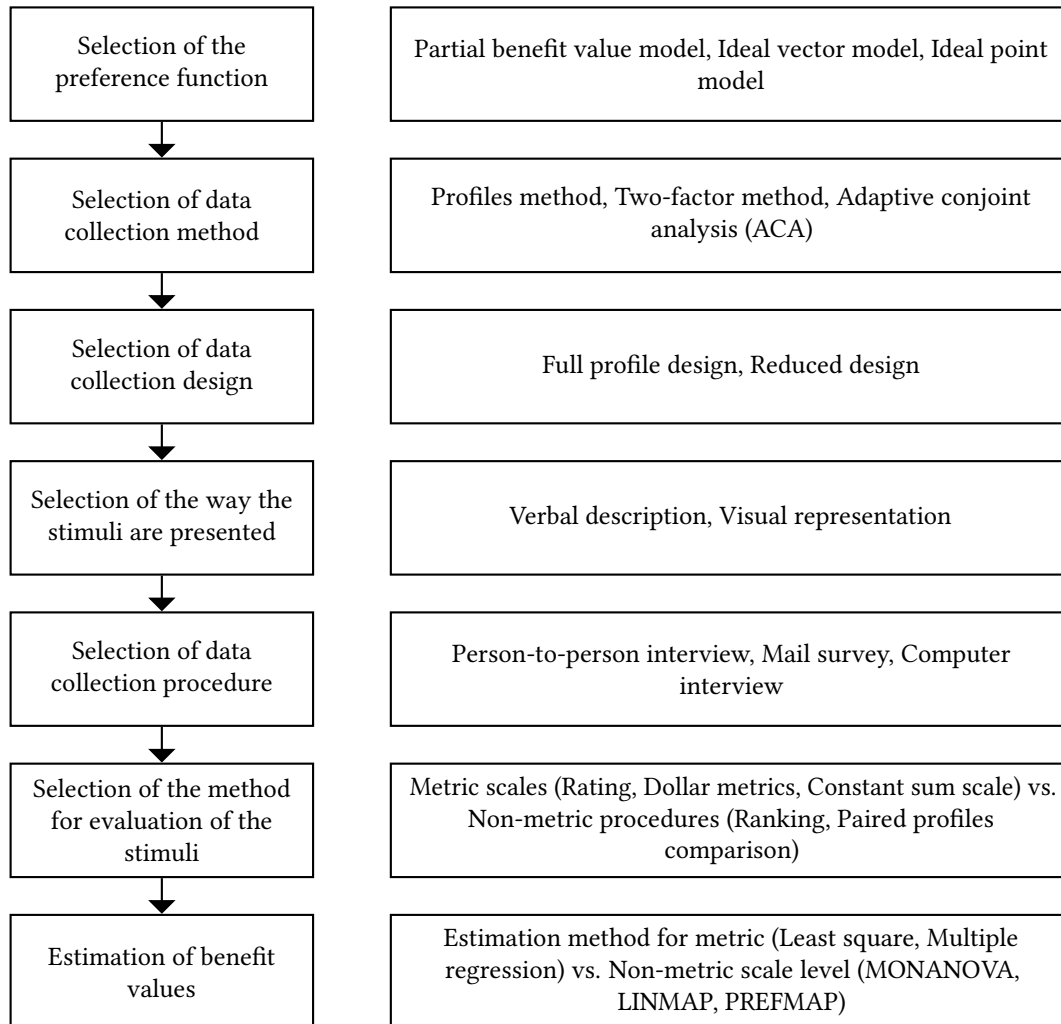 Selection of the
preference function
Partial benefit value model, Ideal vector model, Ideal point
model
Selection of data
collection method
Profiles method, Two-factor method, Adaptive conjoint
analysis (ACA)
Selection of data
collection design
Full profile design, Reduced design
Selection of the way the
stimuli are presented
Verbal description, Visual representation
Selection of data
collection procedure
Person-to-person interview, Mail survey, Computer
interview
Selection of the method
for evaluation of the
stimuli
Metric scales (Rating, Dollar metrics, Constant sum scale) vs.
Non-metric procedures (Ranking, Paired profiles
comparison)
Estimation of benefit
values
Estimation method for metric (Least square, Multiple
regression) vs. Non-metric scale level (MONANOVA,
LINMAP, PREFMAP)